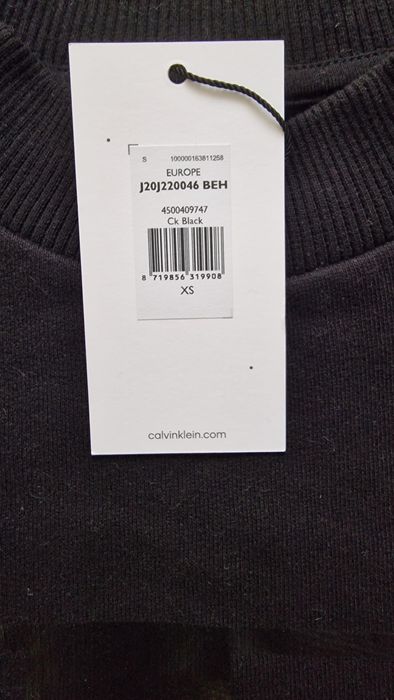 S 100000163811258
EUROPE
J20J220046 BEH
4500409747
Ck Black
8 719856 319908
XS
calvinklein.com